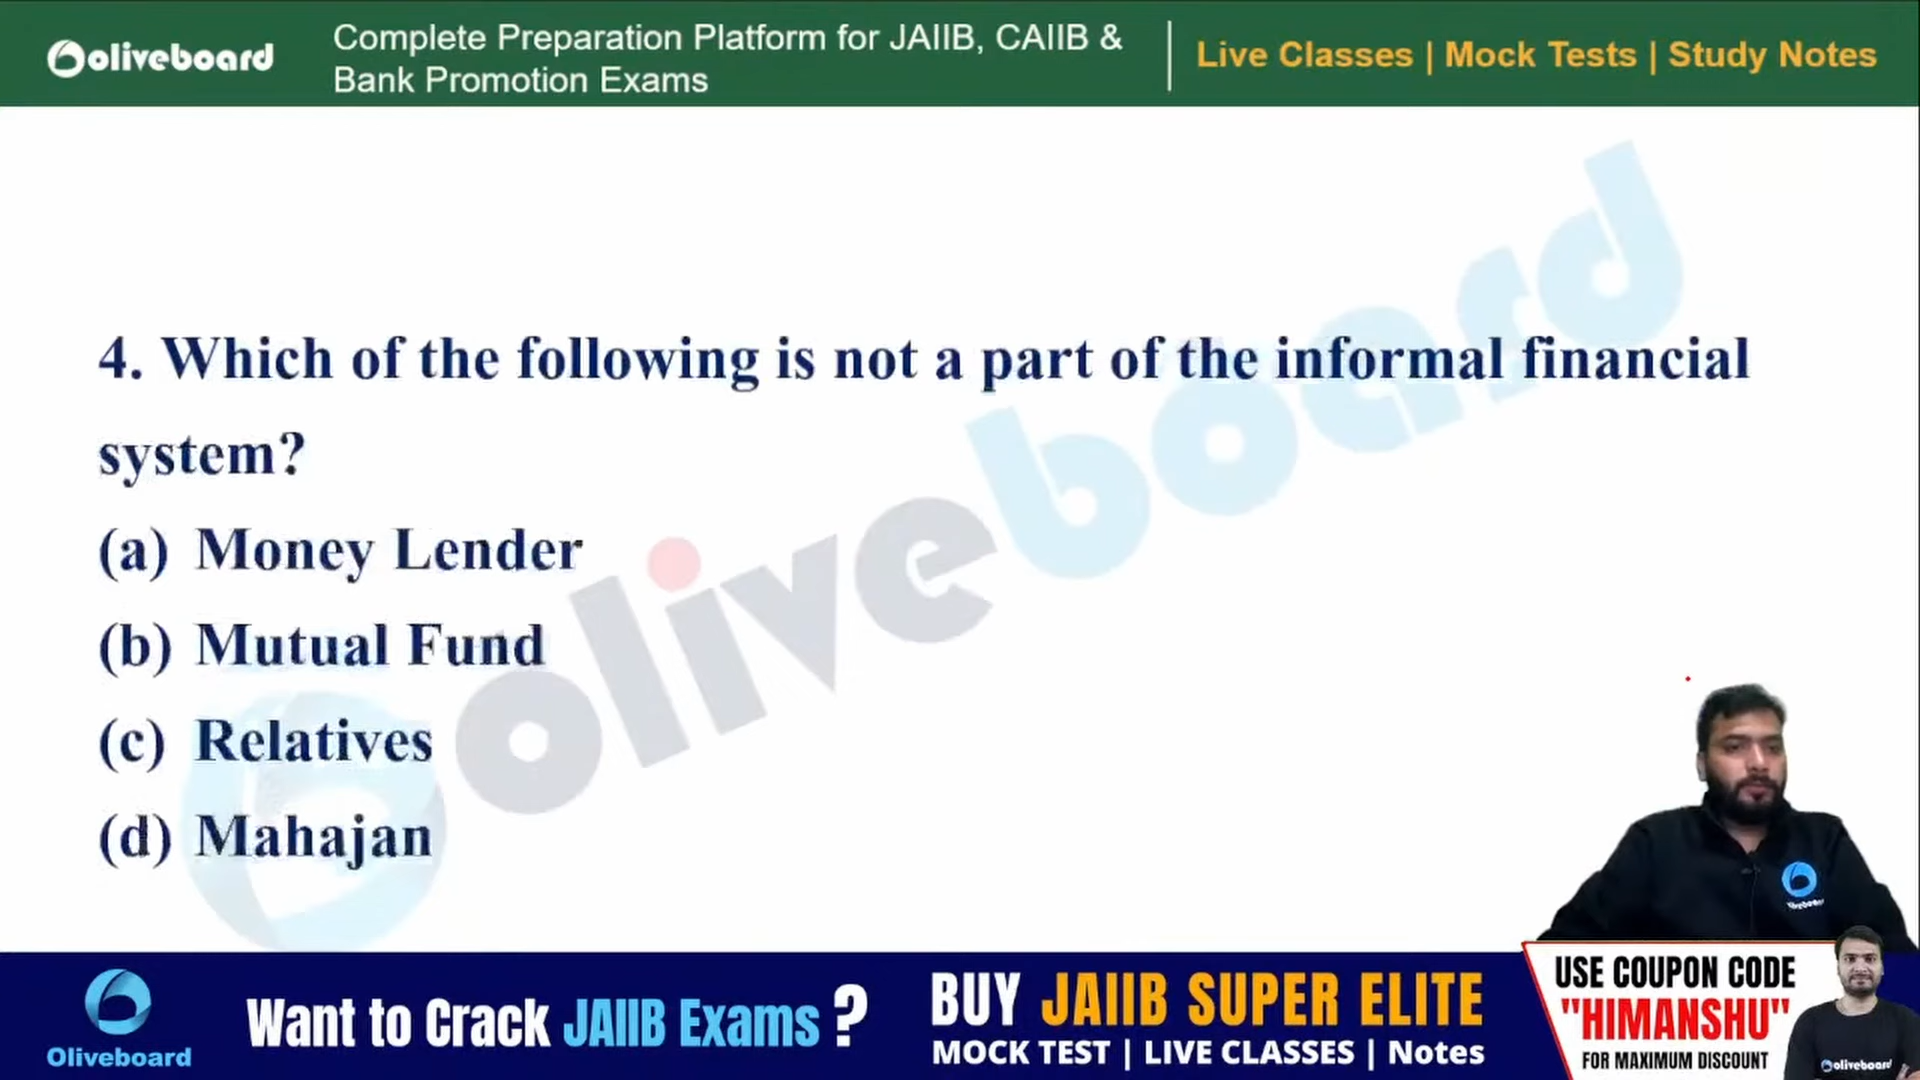 oliveboard
Complete Preparation Platform for JAIIB, CAIIB &
Bank Promotion Exams
Live Classes | Mock Tests | Study Notes
4. Which of the following is not a part of the informal financial
system?
(a) Money Lender
(b) Mutual Fund
(c) Relatives
(d) Mahajan
oliveboard
Oliveboard
Want to Crack JAIIB Exams ?
BUY JAIIB SUPER ELITE
MOCK TEST | LIVE CLASSES | Notes
USE COUPON CODE
"HIMANSHU"
FOR MAXIMUM DISCOUNT
oliveboard